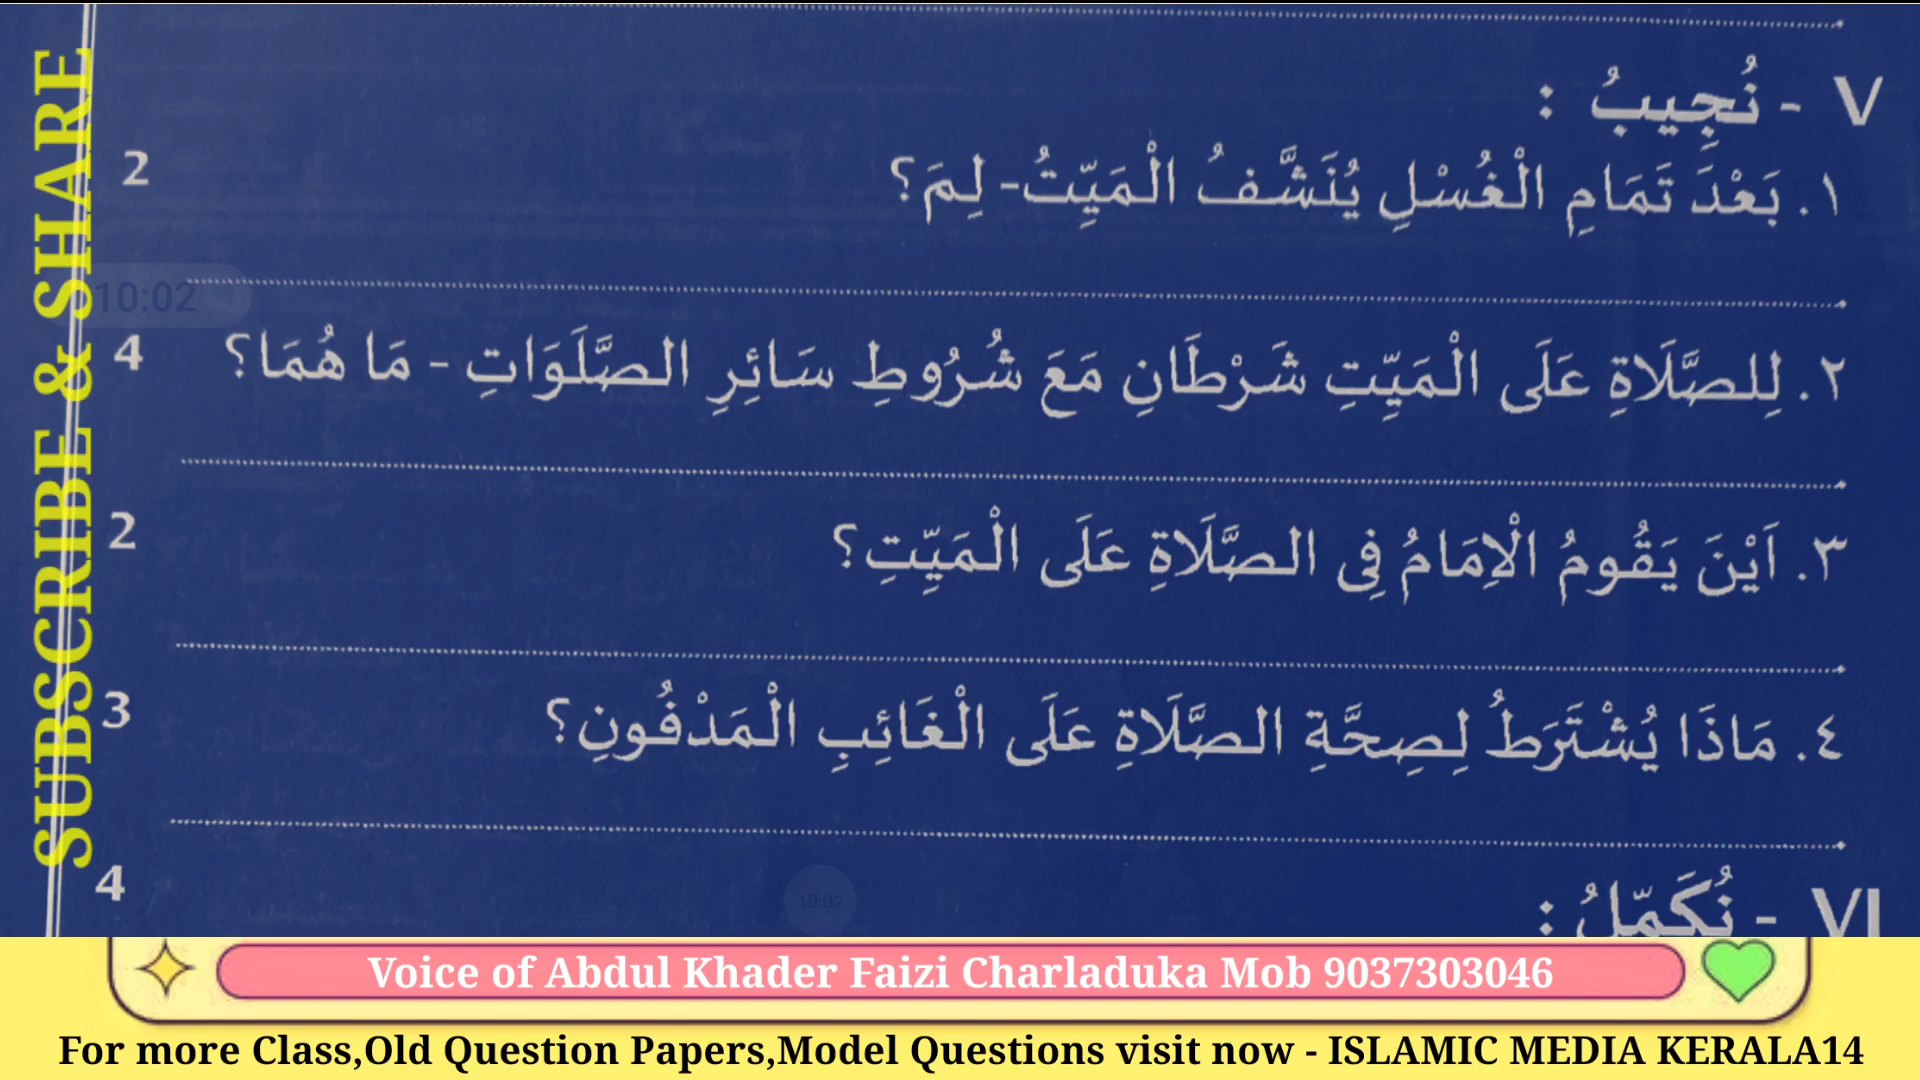 V - نُجِيبُ :
١. بَعْدَ تَمَامِ الْغُسْلِ يُنَشَّفُ الْمَيِّتُ- لِمَ؟
2
٢. لِلصَّلَاةِ عَلَى الْمَيِّتِ شَرْطَانِ مَعَ شُرُوطِ سَائِرِ الصَّلَوَاتِ - مَا هُمَا؟
4
٣. اَيْنَ يَقُومُ الْاِمَامُ فِى الصَّلَاةِ عَلَى الْمَيِّتِ؟
2
٤. مَاذَا يُشْتَرَطُ لِصِحَّةِ الصَّلَاةِ عَلَى الْغَائِبِ الْمَدْفُونِ؟
3
VI - نُكَمِّلُ :
4
SUBSCRIBE & SHARE
10:02
10:02
Voice of Abdul Khader Faizi Charladuka Mob 9037303046
For more Class,Old Question Papers,Model Questions visit now - ISLAMIC MEDIA KERALA14